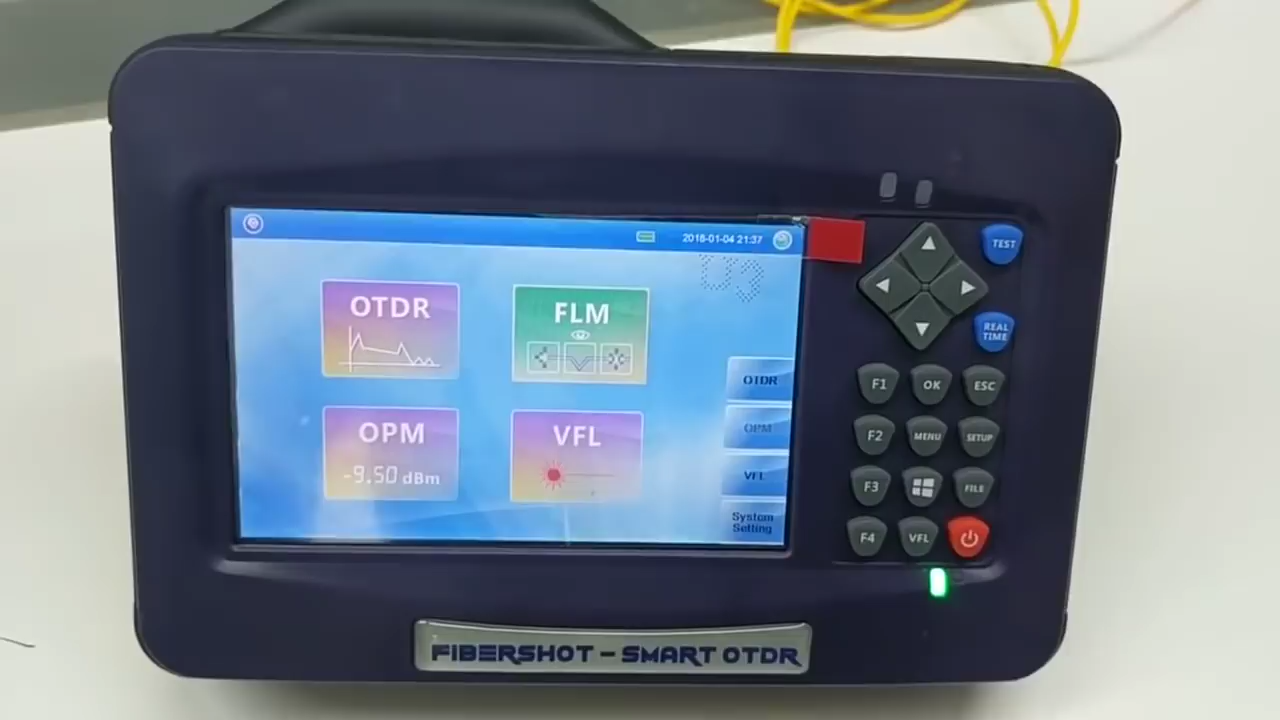 2018-01-04 21:37
OTDR
FLM
OPM
-9.50 dBm
VFL
OTDR
OPM
VFL
System
Setting
TEST
REAL
TIME
F1
OK
ESC
F2
MENU
SETUP
F3
FILE
F4
VFL
FIBERSHOT – SMART OTDR